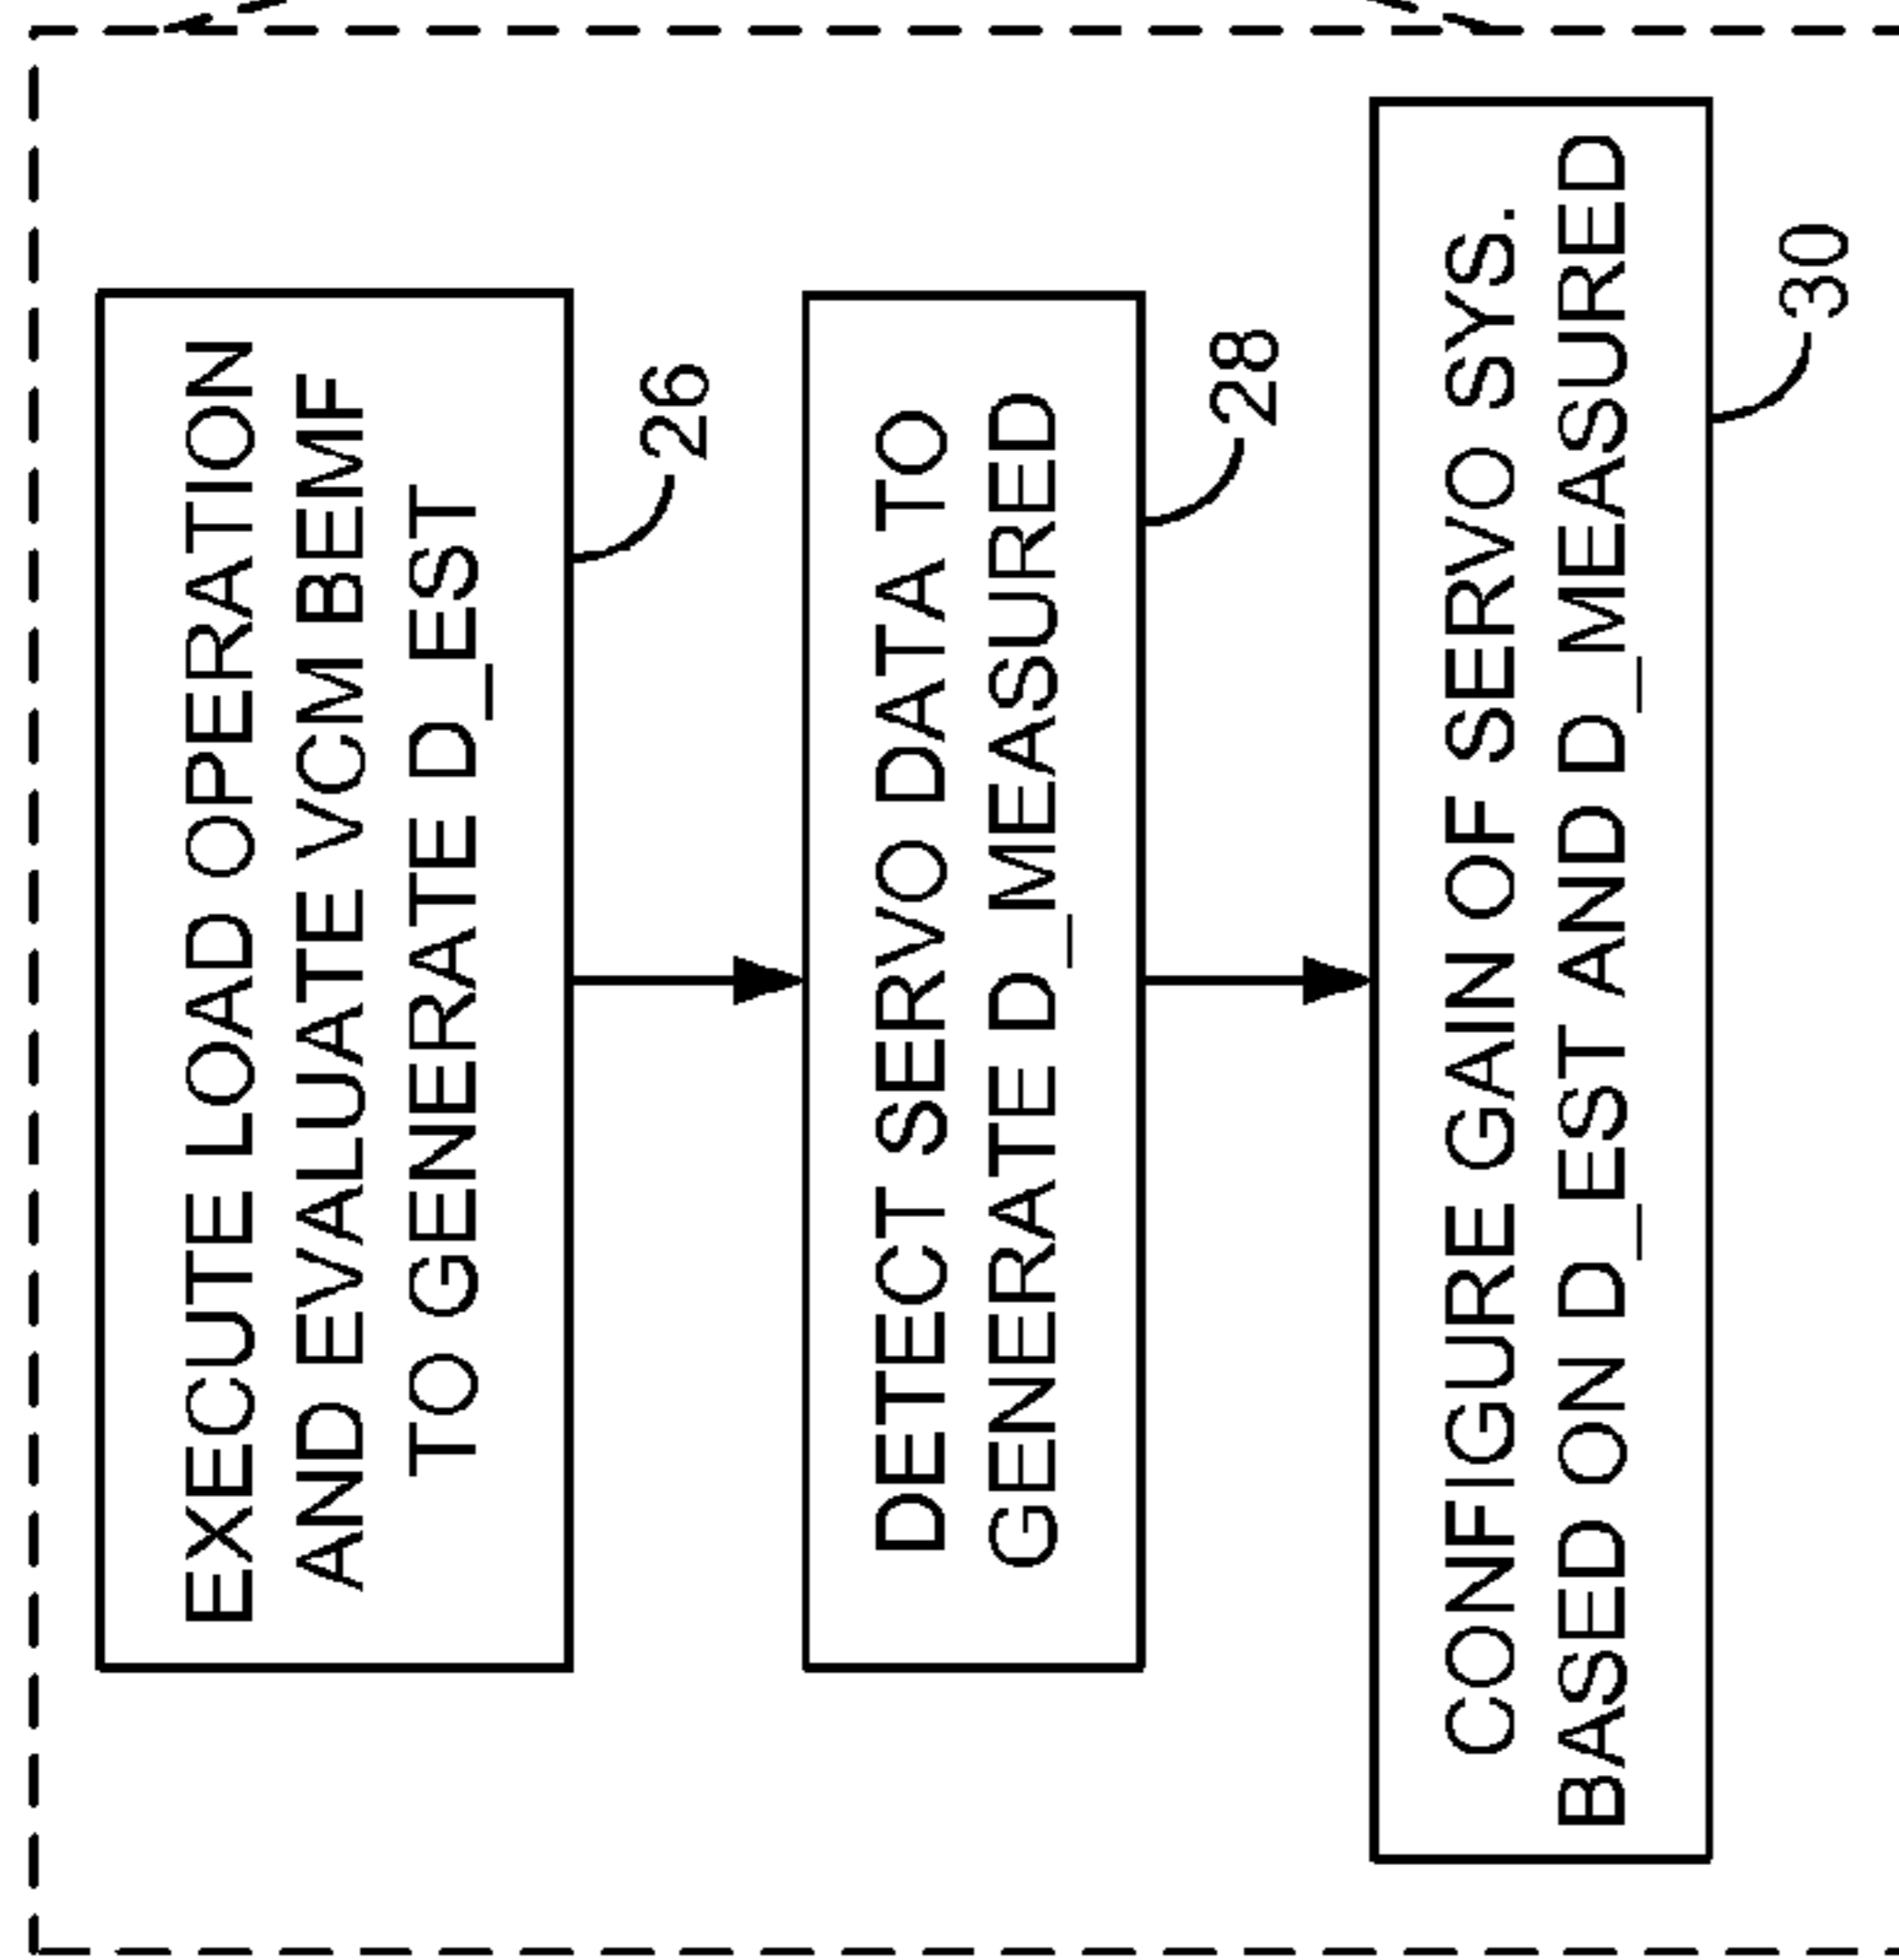 EXECUTE LOAD OPERATION
AND EVALUATE VCM BEMF
TO GENERATE D_EST
26
DETECT SERVO DATA TO
GENERATE D_MEASURED
28
CONFIGURE GAIN OF SERVO SYS.
BASED ON D_EST AND D_MEASURED
30